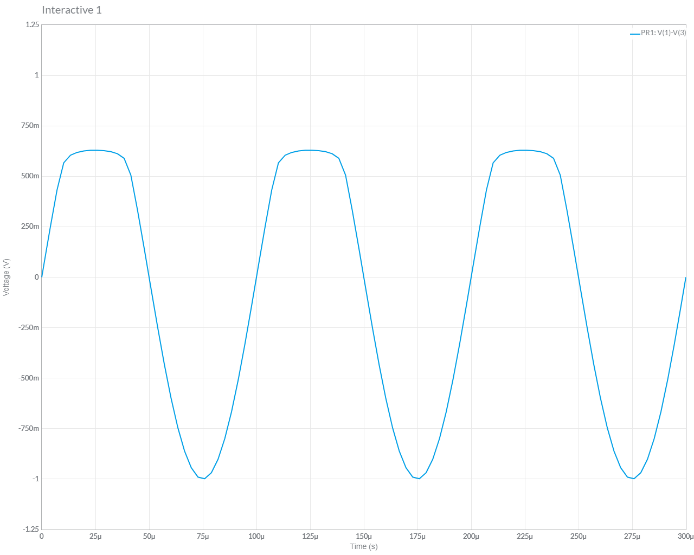 Interactive 1
PR1: V(1)-V(3)
1.25
1
750m
500m
250m
0
-250m
500m
-750m
-1
-1.25
Voltage (V)
0
25µ
50µ
75µ
100µ
125µ
150µ
175µ
200µ
225µ
250µ
275µ
300µ
Time (s)